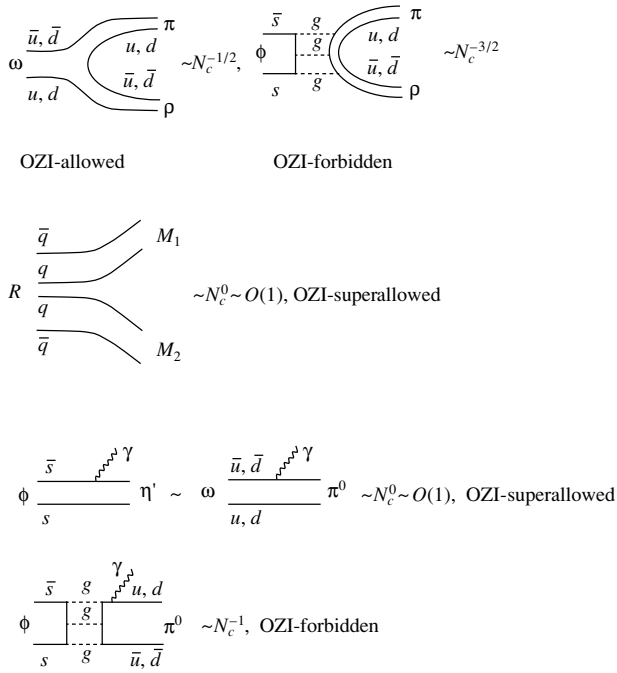 ū, d̄ π s̄ g π
ω u, d ~N_c^{-1/2}, ϕ g u, d ~N_c^{-3/2}
u, d ū, d̄ ρ s g ū, d̄ ρ
OZI-allowed OZI-forbidden
q̄ M₁
q
R ~N_c^0 ~ O(1), OZI-superallowed
q
q̄ M₂
s̄ γ ū, d̄ γ
ϕ η' ~ ω π⁰ ~N_c^0 ~ O(1), OZI-superallowed
s u, d
s̄ g γ u, d
g
ϕ π⁰ ~N_c^{-1}, OZI-forbidden
s g ū, d̄